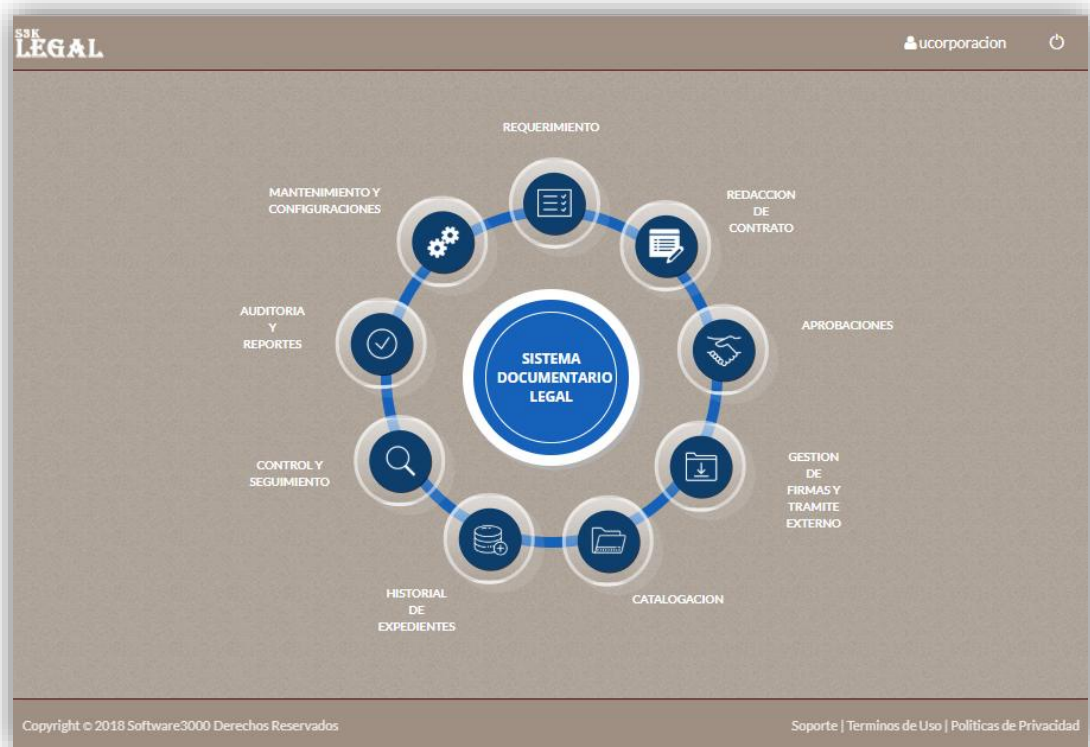 S3K
LEGAL
ucorporacion
REQUERIMIENTO
MANTENIMIENTO Y
CONFIGURACIONES
REDACCION
DE
CONTRATO
AUDITORIA
Y
REPORTES
APROBACIONES
SISTEMA
DOCUMENTARIO
LEGAL
CONTROL Y
SEGUIMIENTO
GESTION
DE
FIRMAS Y
TRAMITE
EXTERNO
HISTORIAL
DE
EXPEDIENTES
CATALOGACION
Copyright © 2018 Software3000 Derechos Reservados
Soporte | Terminos de Uso | Politicas de Privacidad